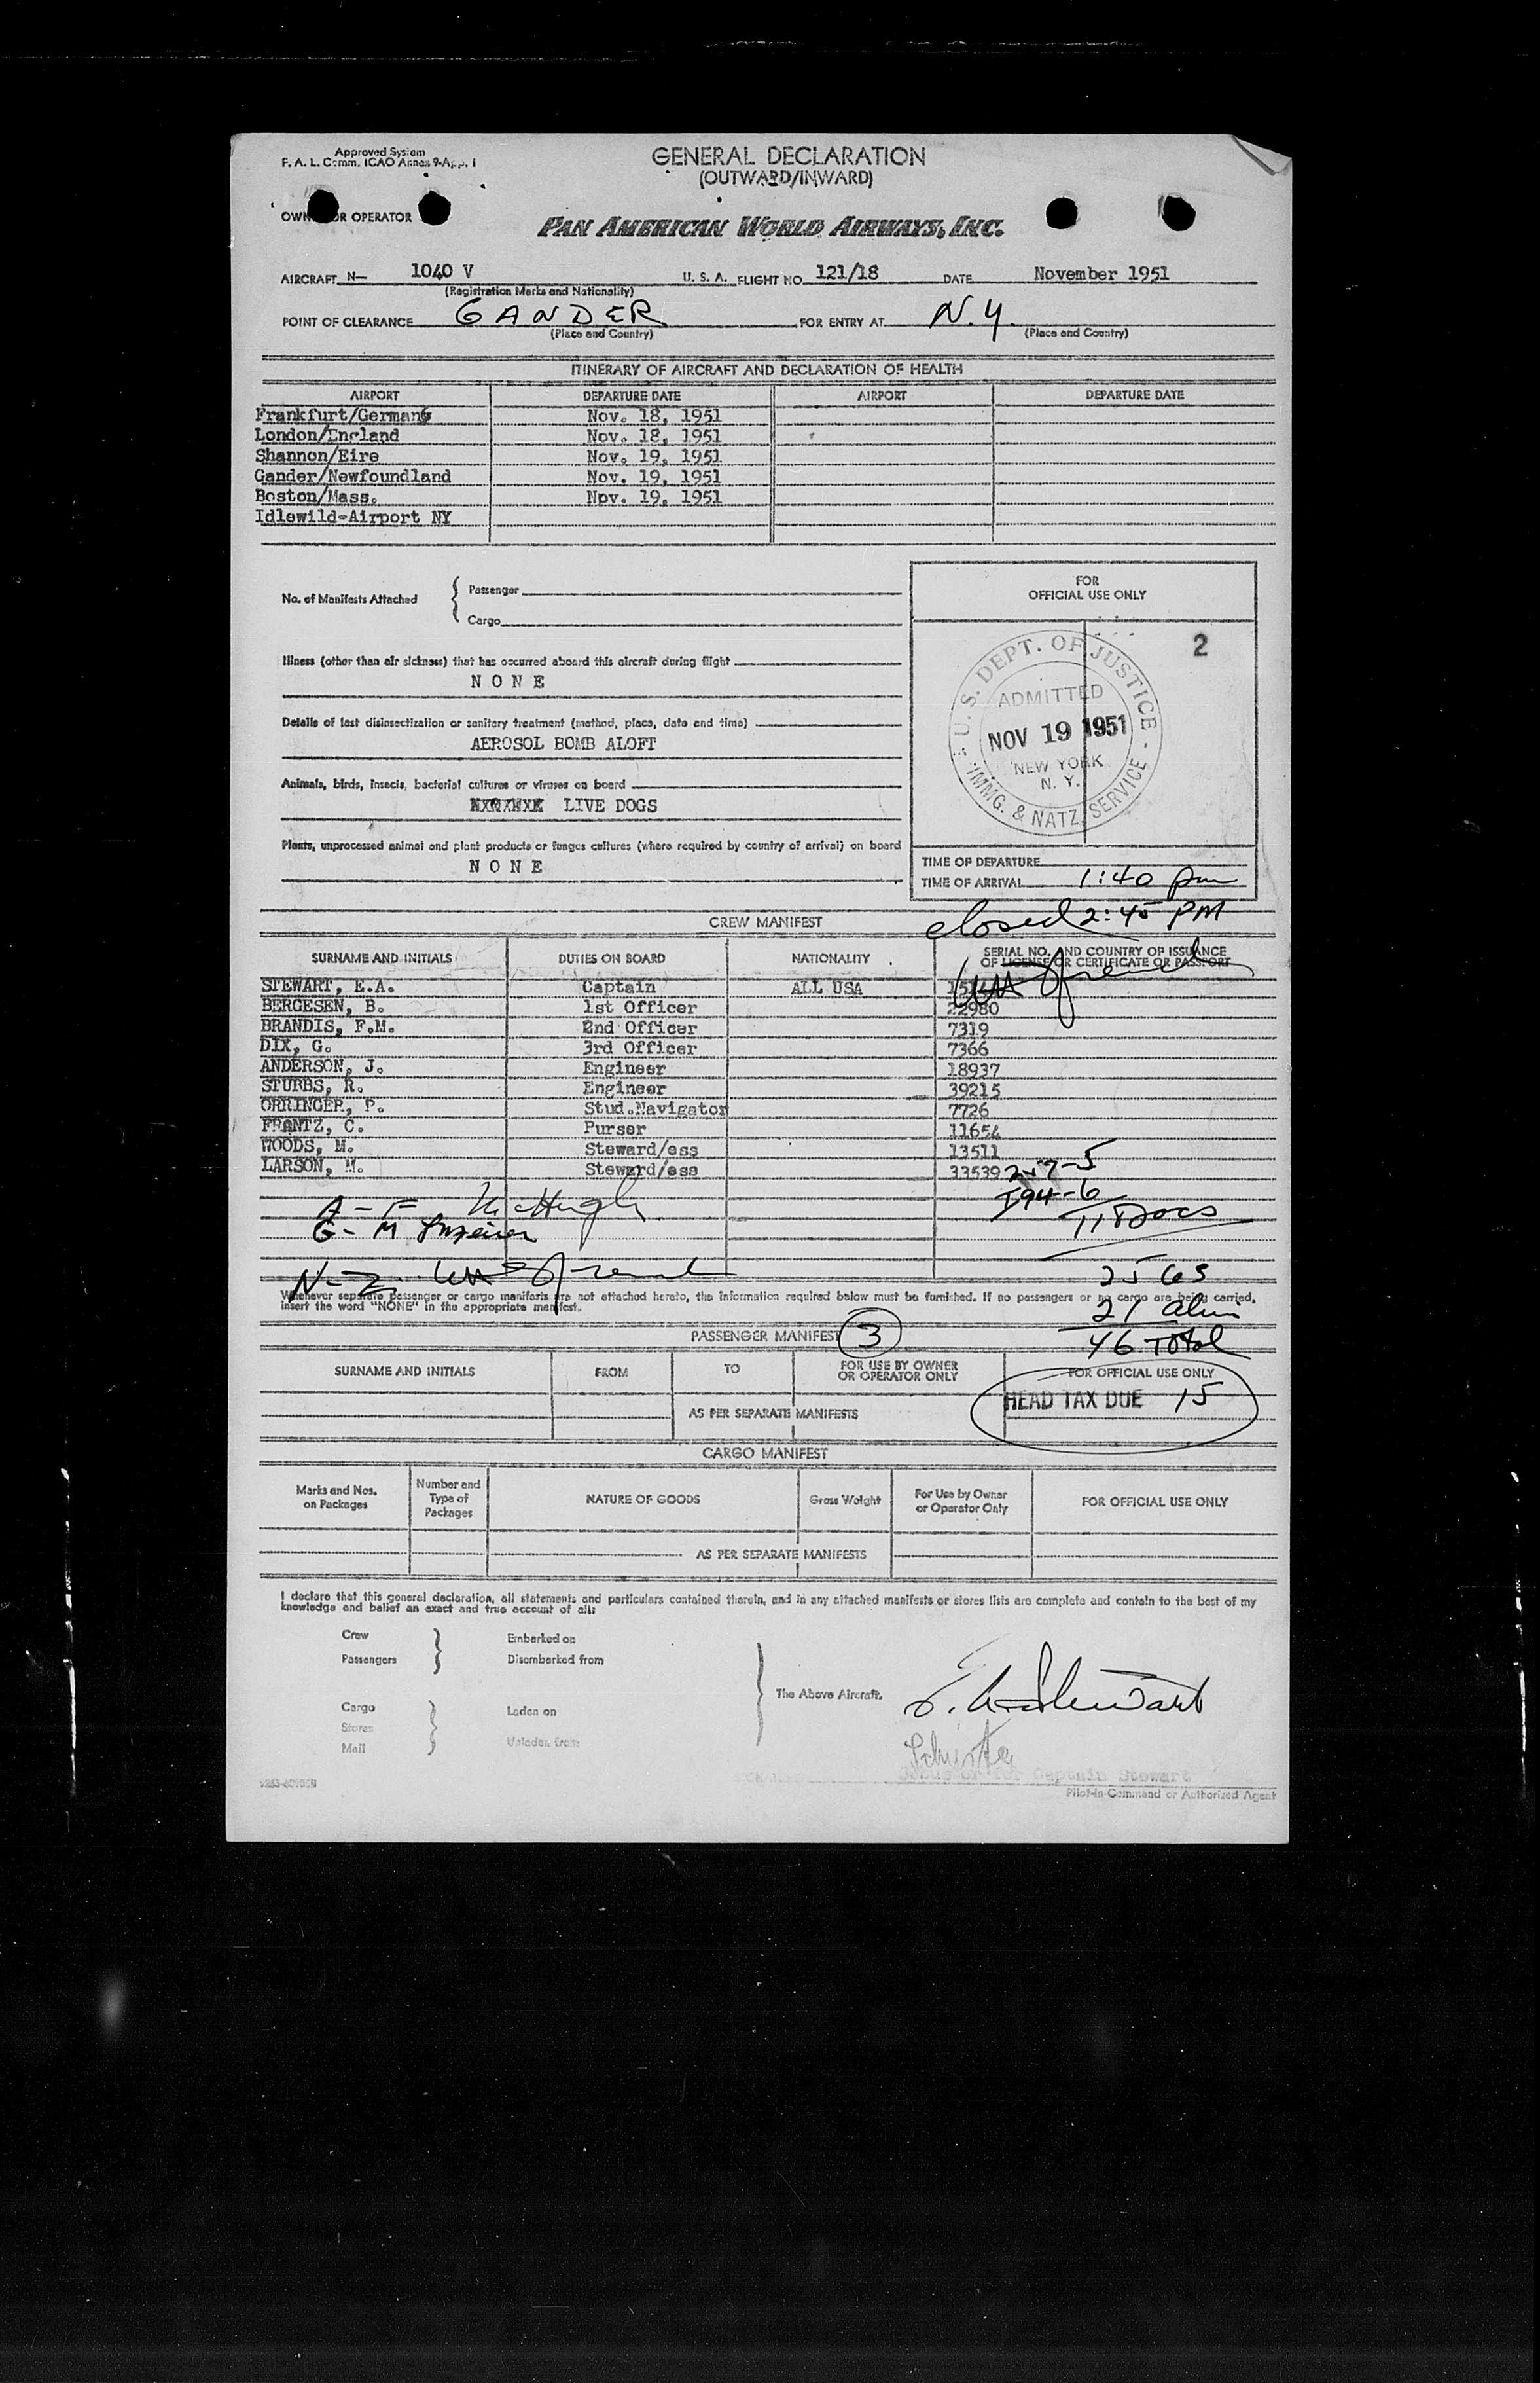 Approved System
F. A. L. Comm. ICAO Annex 9-App. 1
GENERAL DECLARATION
(OUTWARD/INWARD)
OWNER OR OPERATOR
PAN AMERICAN WORLD AIRWAYS, INC.
AIRCRAFT N— 1040 V U. S. A. FLIGHT NO. 121/18 DATE November 1951
(Registration Marks and Nationality)
POINT OF CLEARANCE GANDER FOR ENTRY AT N.Y.
(Place and Country) (Place and Country)
ITINERARY OF AIRCRAFT AND DECLARATION OF HEALTH
AIRPORT DEPARTURE DATE AIRPORT DEPARTURE DATE
Frankfurt/Germany Nov. 18, 1951
London/England Nov. 18, 1951
Shannon/Eire Nov. 19, 1951
Gander/Newfoundland Nov. 19, 1951
Boston/Mass. Nov. 19, 1951
Idlewild-Airport NY
No. of Manifests Attached { Passenger
Cargo
FOR
OFFICIAL USE ONLY
2
U. S. DEPT. OF JUSTICE
ADMITTED
NOV 19 1951
NEW YORK
N. Y.
IMMG. & NATZ. SERVICE
Illness (other than air sickness) that has occurred aboard this aircraft during flight
N O N E
Details of last disinsectization or sanitary treatment (method, place, date and time)
AEROSOL BOMB ALOFT
Animals, birds, insects, bacterial cultures or viruses on board
LIVE DOGS
Plants, unprocessed animal and plant products or fungus cultures (where required by country of arrival) on board
N O N E
TIME OF DEPARTURE
TIME OF ARRIVAL 1:40 pm
closed 2:45 PM
CREW MANIFEST
SURNAME AND INITIALS DUTIES ON BOARD NATIONALITY SERIAL NO. AND COUNTRY OF ISSUANCE
OF LICENSE OR CERTIFICATE OR PASSPORT
STEWART, E.A. Captain ALL USA
BERGESEN, B. 1st Officer 22980
BRANDIS, F.M. 2nd Officer 7319
DIX, G. 3rd Officer 7366
ANDERSON, J. Engineer 18937
STUBBS, R. Engineer 39215
ORRINGER, P. Stud.Navigator 7726
FRANTZ, C. Purser 11654
WOODS, M. Steward/ess 13511
LARSON, M. Steward/ess 33539
257-5
I94-6
11 Docs
A - F McHugh
G - M
N-Z
25 CGS
Whenever separate passenger or cargo manifests are not attached hereto, the information required below must be furnished. If no passengers or no cargo are being carried,
insert the word "NONE" in the appropriate manifest.
21 alien
46 Total
PASSENGER MANIFEST 3
SURNAME AND INITIALS FROM TO FOR USE BY OWNER
OR OPERATOR ONLY FOR OFFICIAL USE ONLY
HEAD TAX DUE 15
AS PER SEPARATE MANIFESTS
CARGO MANIFEST
Marks and Nos.
on Packages
Number and
Type of
Packages
NATURE OF GOODS
Gross Weight
For Use by Owner
or Operator Only
FOR OFFICIAL USE ONLY
AS PER SEPARATE MANIFESTS
I declare that this general declaration, all statements and particulars contained therein, and in any attached manifests or stores lists are complete and contain to the best of my
knowledge and belief an exact and true account of all:
Crew
Passengers
Embarked on
Disembarked from
Cargo
Stores
Mail
Laden on
Unladen from
The Above Aircraft.
E. A. Stewart
Captain Stewart
Pilot-in-Command or Authorized Agent